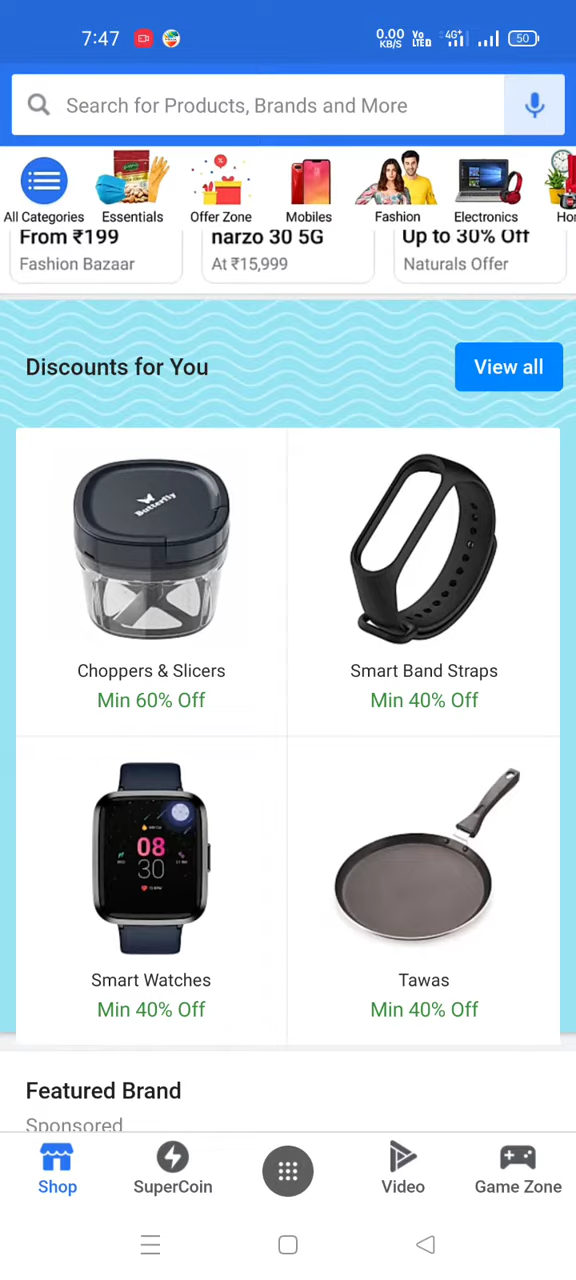 7:47 0.00 KB/S Vo LTED 4G+ 50
Search for Products, Brands and More
All Categories Essentials Offer Zone Mobiles Fashion Electronics Hor
From ₹199 narzo 30 5G Up to 30% Off
Fashion Bazaar At ₹15,999 Naturals Offer
Discounts for You View all
Butterfly
Choppers & Slicers Smart Band Straps
Min 60% Off Min 40% Off
08
30
Smart Watches Tawas
Min 40% Off Min 40% Off
Featured Brand
Sponsored
Shop SuperCoin Video Game Zone